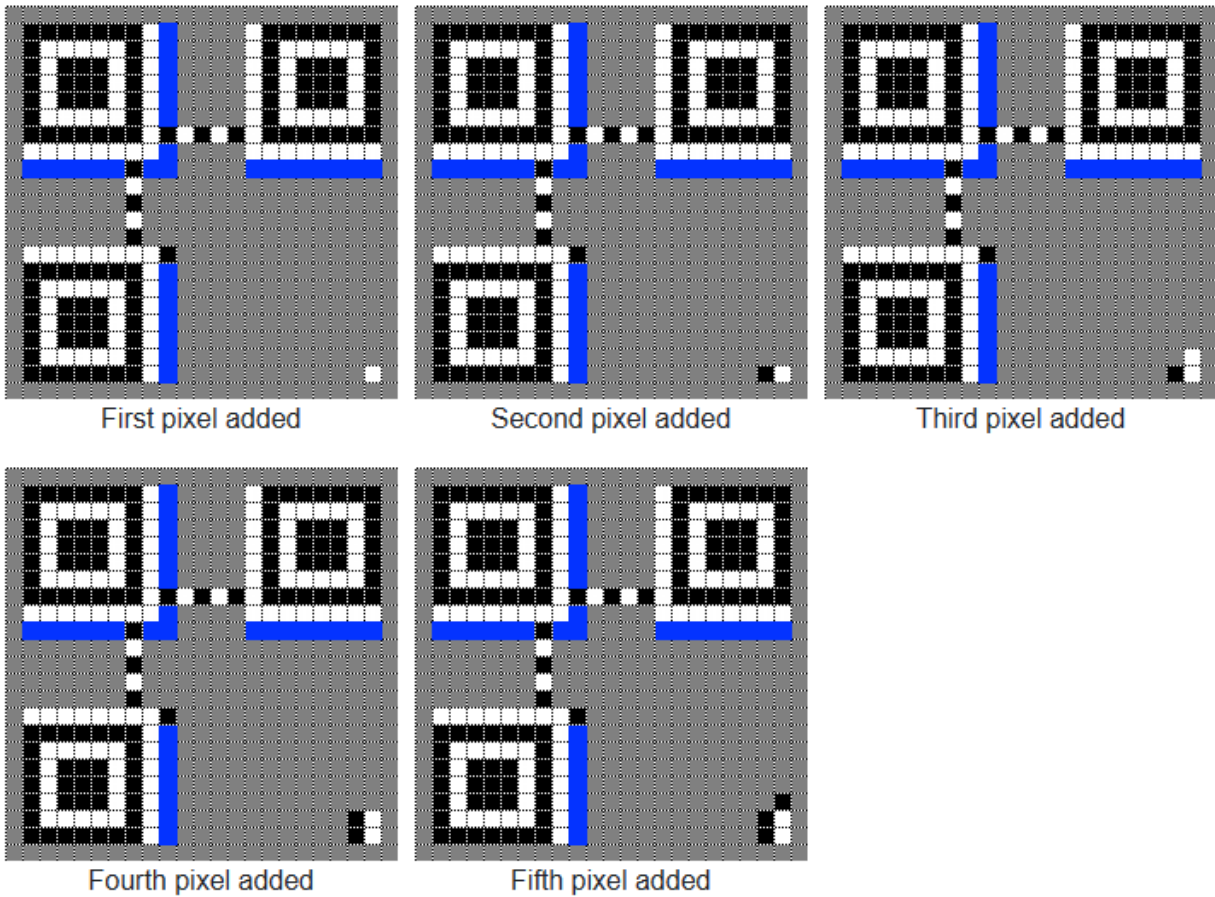 First pixel added
Second pixel added
Third pixel added
Fourth pixel added
Fifth pixel added